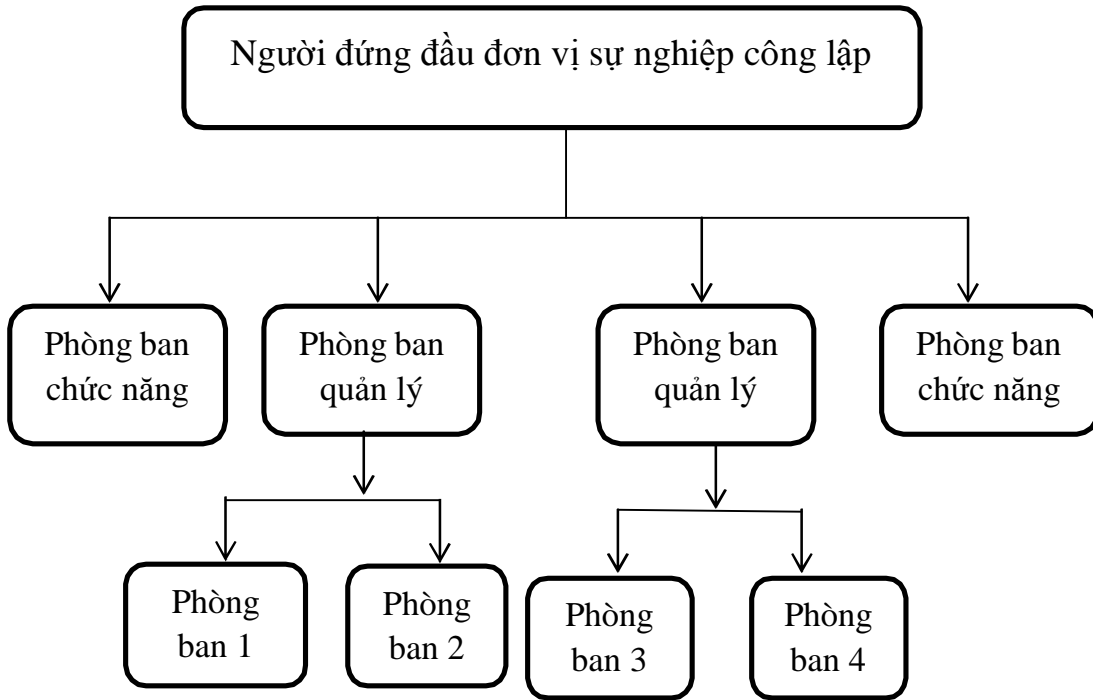 Người đứng đầu đơn vị sự nghiệp công lập
Phòng ban
chức năng
Phòng ban
quản lý
Phòng ban
quản lý
Phòng ban
chức năng
Phòng
ban 1
Phòng
ban 2
Phòng
ban 3
Phòng
ban 4